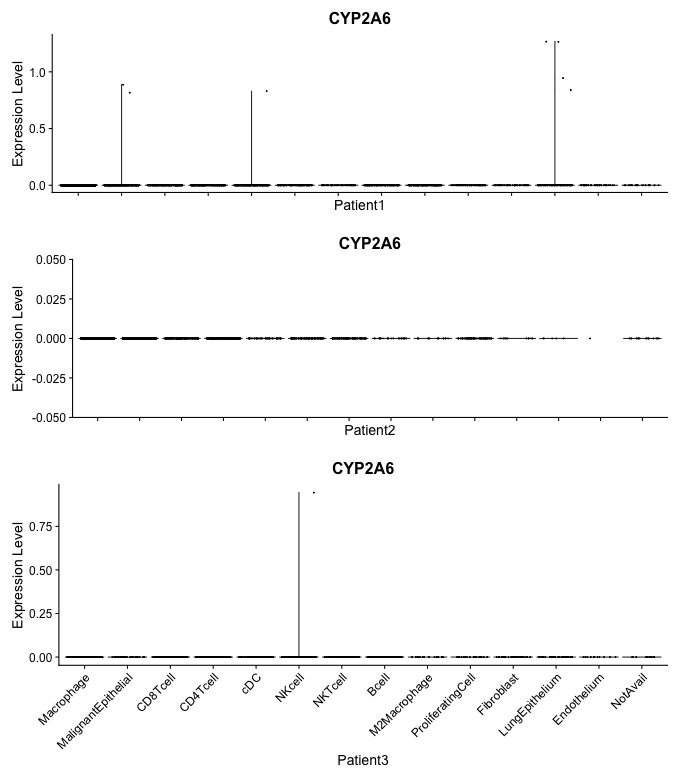 CYP2A6
Expression Level
1.0
0.5
0.0
Patient1
CYP2A6
Expression Level
0.050
0.025
0.000
-0.025
-0.050
Patient2
CYP2A6
Expression Level
0.75
0.50
0.25
0.00
Macrophage
MalignantEpithelial
CD8Tcell
CD4Tcell
cDC
NKcell
NKTcell
Bcell
M2Macrophage
ProliferatingCell
Fibroblast
LungEpithelium
Endothelium
NotAvail
Patient3